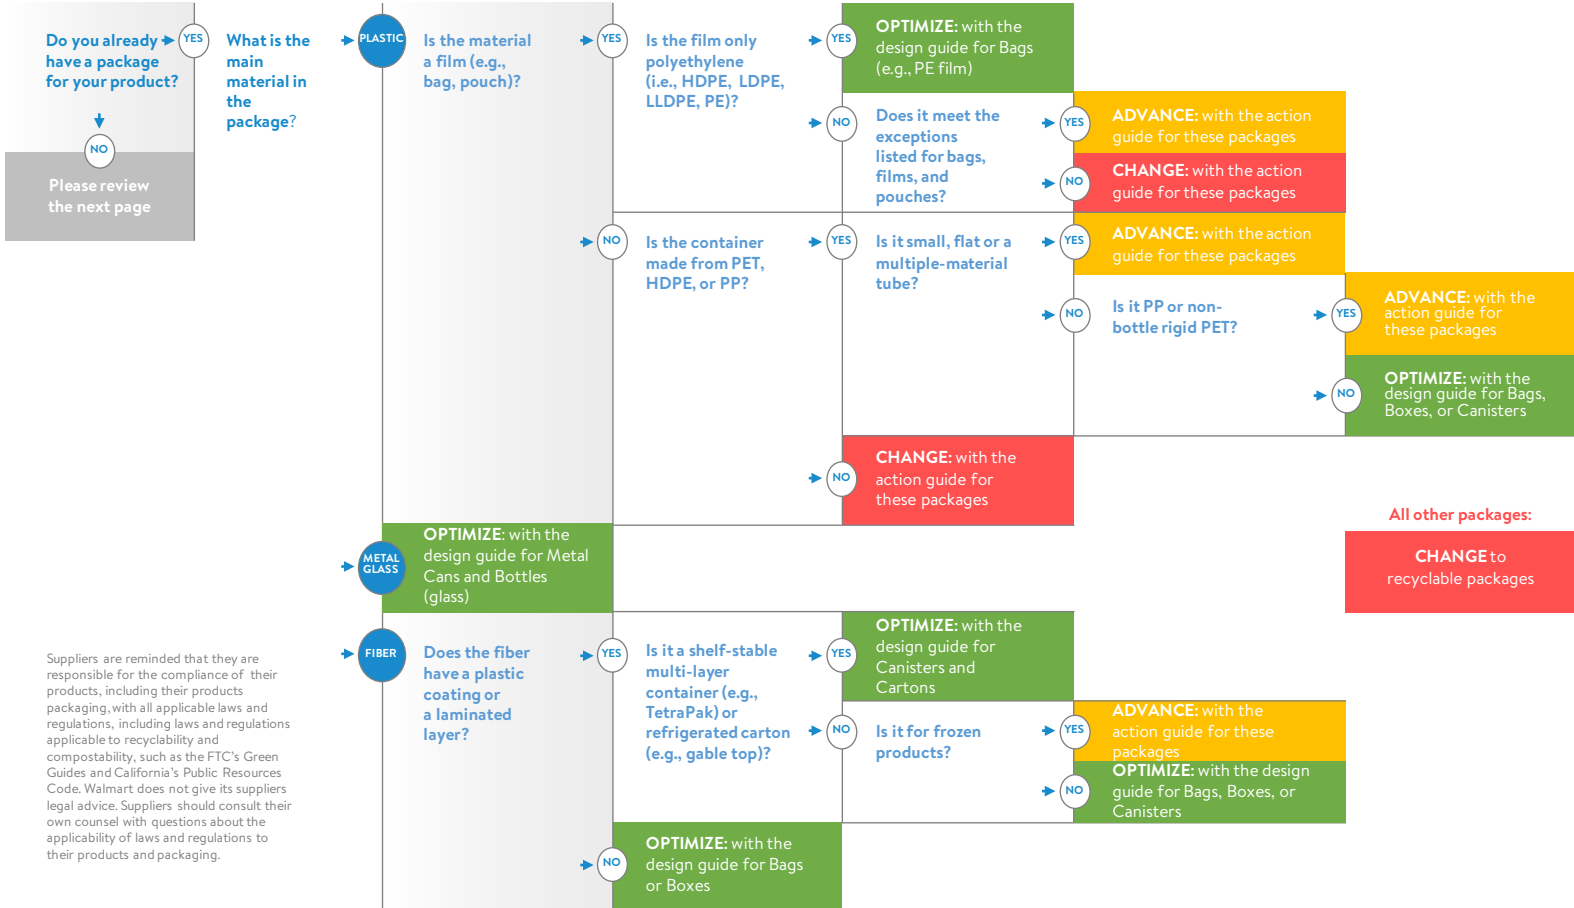 Do you already
have a package
for your product?
YES
NO
Please review
the next page
What is the
main
material in
the
package?
PLASTIC
Is the material
a film (e.g.,
bag, pouch)?
YES
Is the film only
polyethylene
(i.e., HDPE, LDPE,
LLDPE, PE)?
YES
OPTIMIZE: with the
design guide for Bags
(e.g., PE film)
NO
Does it meet the
exceptions
listed for bags,
films, and
pouches?
YES
ADVANCE: with the action
guide for these packages
NO
CHANGE: with the action
guide for these packages
NO
Is the container
made from PET,
HDPE, or PP?
YES
Is it small, flat or a
multiple-material
tube?
YES
ADVANCE: with the action
guide for these packages
NO
Is it PP or non-
bottle rigid PET?
YES
ADVANCE: with the
action guide for
these packages
NO
OPTIMIZE: with the
design guide for Bags,
Boxes, or Canisters
NO
CHANGE: with the
action guide for
these packages
All other packages:
CHANGE to
recyclable packages
METAL
GLASS
OPTIMIZE: with the
design guide for Metal
Cans and Bottles
(glass)
FIBER
Does the fiber
have a plastic
coating or
a laminated
layer?
YES
Is it a shelf-stable
multi-layer
container (e.g.,
TetraPak) or
refrigerated carton
(e.g., gable top)?
YES
OPTIMIZE: with the
design guide for
Canisters and
Cartons
NO
Is it for frozen
products?
YES
ADVANCE: with the
action guide for these
packages
NO
OPTIMIZE: with the design
guide for Bags, Boxes, or
Canisters
NO
OPTIMIZE: with the
design guide for Bags
or Boxes
Suppliers are reminded that they are
responsible for the compliance of their
products, including their products
packaging, with all applicable laws and
regulations, including laws and regulations
applicable to recyclability and
compostability, such as the FTC's Green
Guides and California's Public Resources
Code. Walmart does not give its suppliers
legal advice. Suppliers should consult their
own counsel with questions about the
applicability of laws and regulations to
their products and packaging.